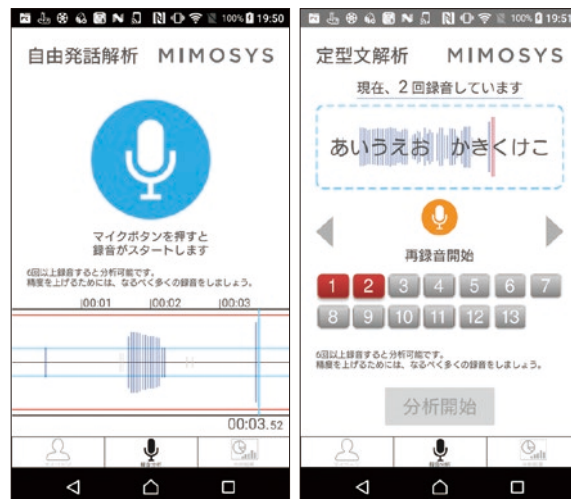 100% 19:50
自由発話解析 MIMOSYS
マイクボタンを押すと
録音がスタートします
6回以上録音すると分析可能です。
精度を上げるためには、なるべく多くの録音をしましょう。
|00:01 |00:02 |00:03
00:03.52
録音分析
100% 19:51
定型文解析 MIMOSYS
現在、2回録音しています
あいうえお かきくけこ
再録音開始
1 2 3 4 5 6 7
8 9 10 11 12 13
6回以上録音すると分析可能です。
精度を上げるためには、なるべく多くの録音をしましょう。
分析開始
録音分析